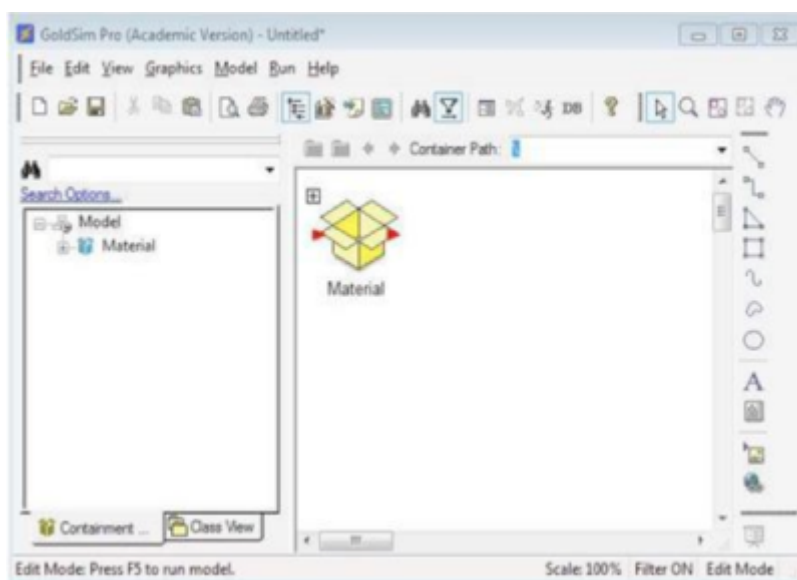 GoldSim Pro (Academic Version) - Untitled*
File Edit View Graphics Model Run Help
DB
Container Path:
Search Options...
Model
Material
Material
Containment ... Class View
Edit Mode: Press F5 to run model. Scale: 100% Filter ON Edit Mode